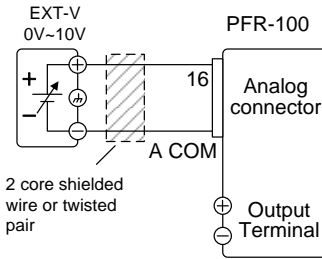 EXT-V
0V~10V
PFR-100
+
–
16
Analog
connector
A COM
2 core shielded
wire or twisted
pair
Output
Terminal